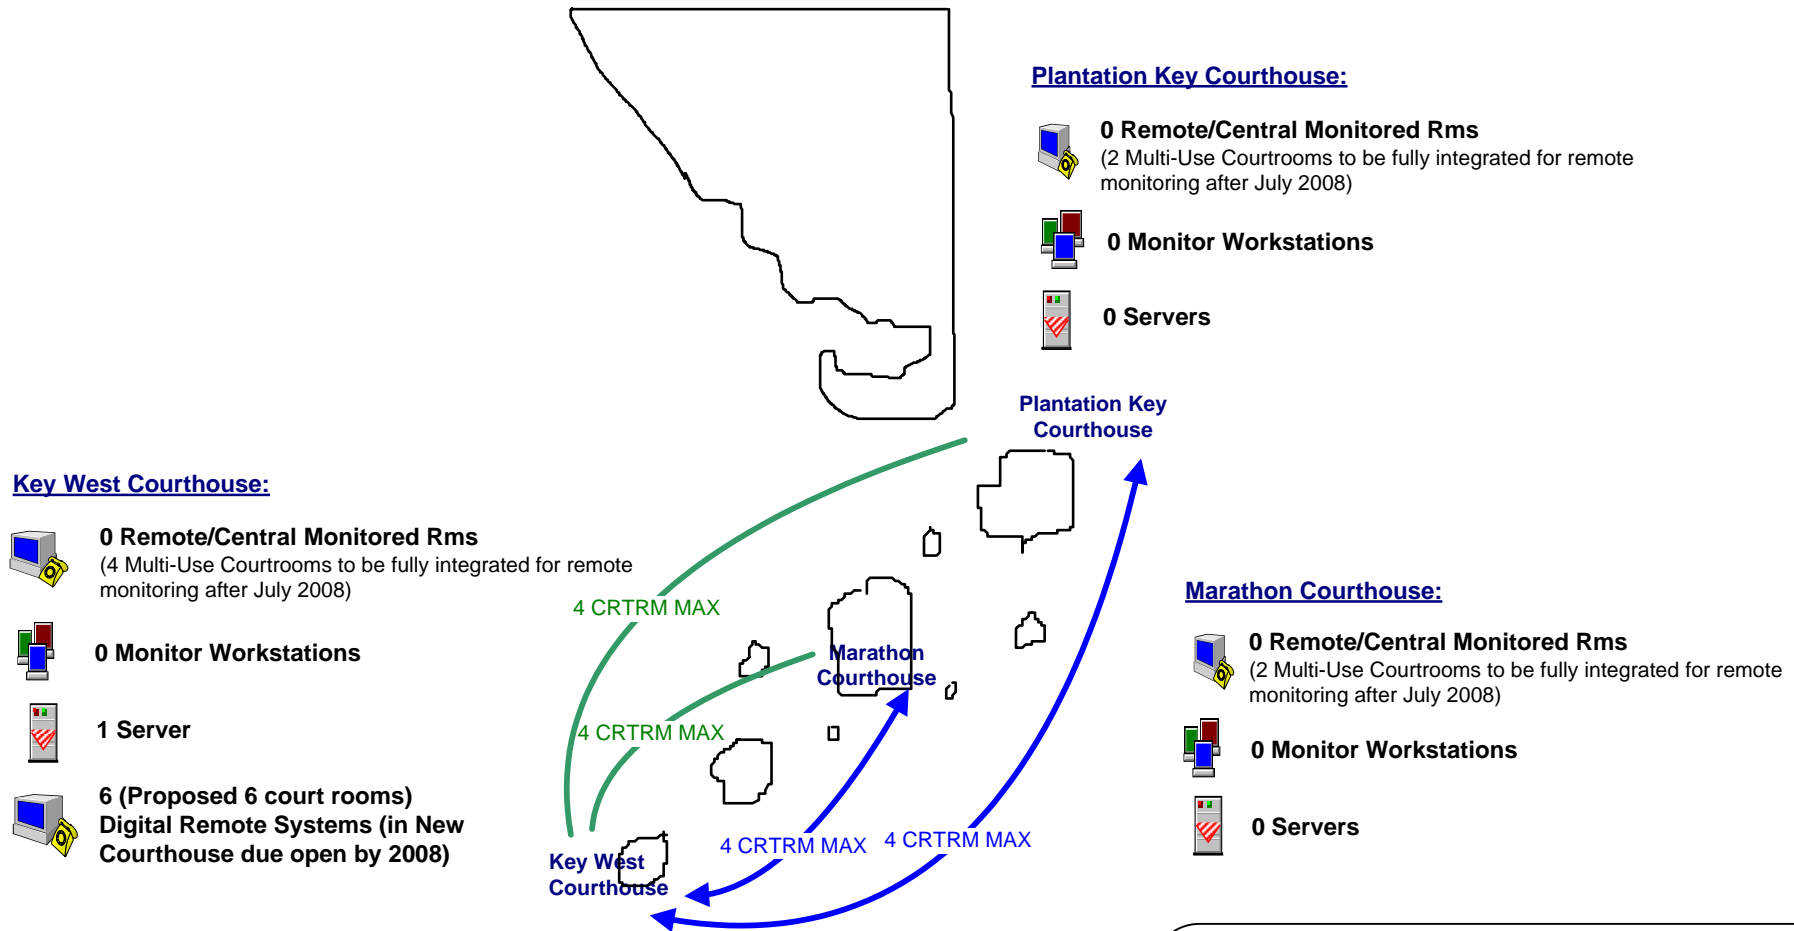 Plantation Key Courthouse:
0 Remote/Central Monitored Rms
(2 Multi-Use Courtrooms to be fully integrated for remote
monitoring after July 2008)
0 Monitor Workstations
0 Servers
Plantation Key
Courthouse
Key West Courthouse:
0 Remote/Central Monitored Rms
(4 Multi-Use Courtrooms to be fully integrated for remote
monitoring after July 2008)
0 Monitor Workstations
1 Server
6 (Proposed 6 court rooms)
Digital Remote Systems (in New
Courthouse due open by 2008)
4 CRTRM MAX
Marathon
Courthouse
4 CRTRM MAX
4 CRTRM MAX
4 CRTRM MAX
Key West
Courthouse
Marathon Courthouse:
0 Remote/Central Monitored Rms
(2 Multi-Use Courtrooms to be fully integrated for remote
monitoring after July 2008)
0 Monitor Workstations
0 Servers